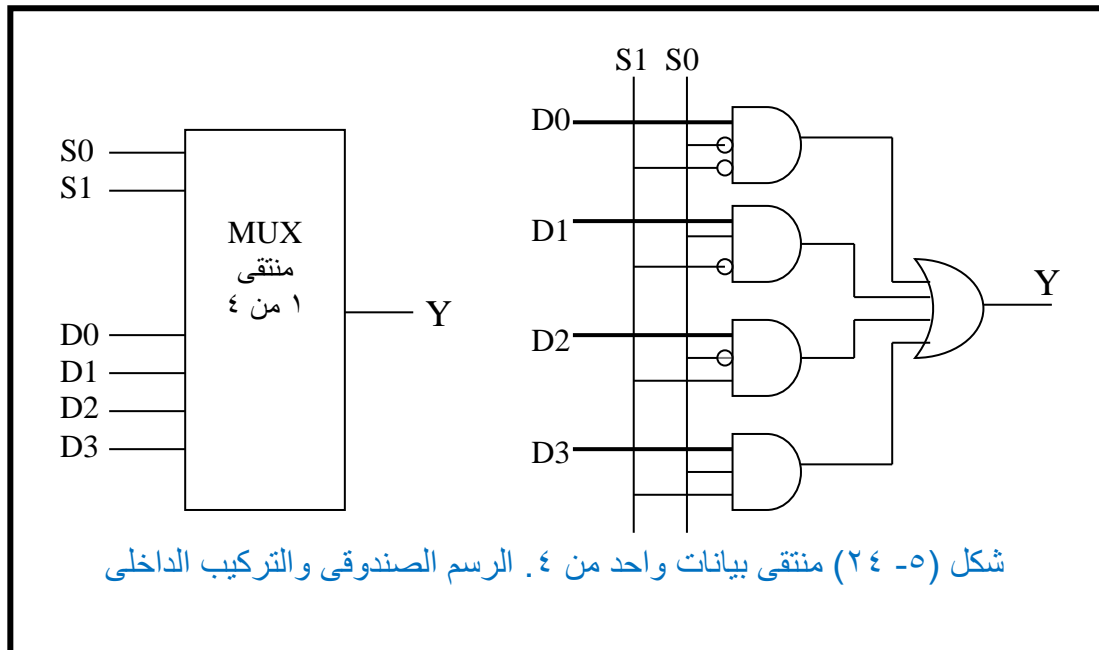 S0
S1
MUX
منتقى
١ من ٤
D0
D1
D2
D3
Y
S1 S0
D0
D1
D2
D3
Y
شكل (٥- ٢٤) منتقى بيانات واحد من ٤. الرسم الصندوقى والتركيب الداخلى